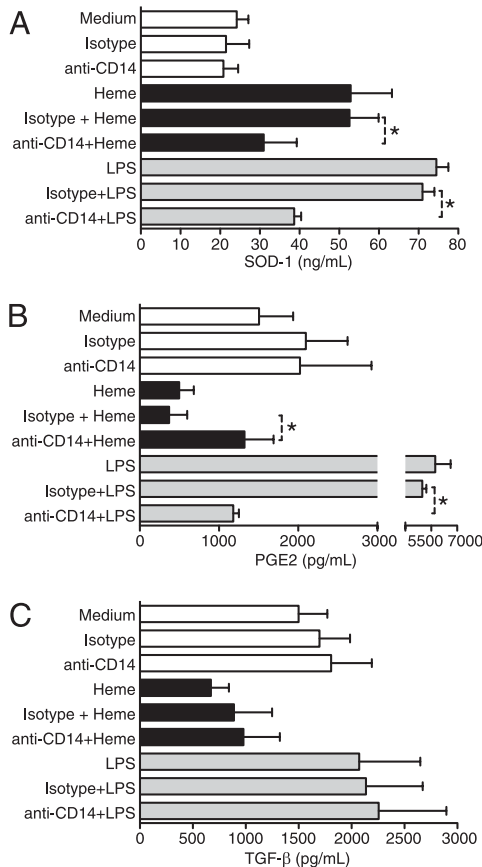 A
Medium
Isotype
anti-CD14
Heme
Isotype + Heme
anti-CD14+Heme
LPS
Isotype+LPS
anti-CD14+LPS
*
*
0 10 20 30 40 50 60 70 80
SOD-1 (ng/mL)
B
Medium
Isotype
anti-CD14
Heme
Isotype + Heme
anti-CD14+Heme
LPS
Isotype+LPS
anti-CD14+LPS
*
*
0 1000 2000 3000 5500 7000
PGE2 (pg/mL)
C
Medium
Isotype
anti-CD14
Heme
Isotype + Heme
anti-CD14+Heme
LPS
Isotype+LPS
anti-CD14+LPS
0 500 1000 1500 2000 2500 3000
TGF-β (pg/mL)